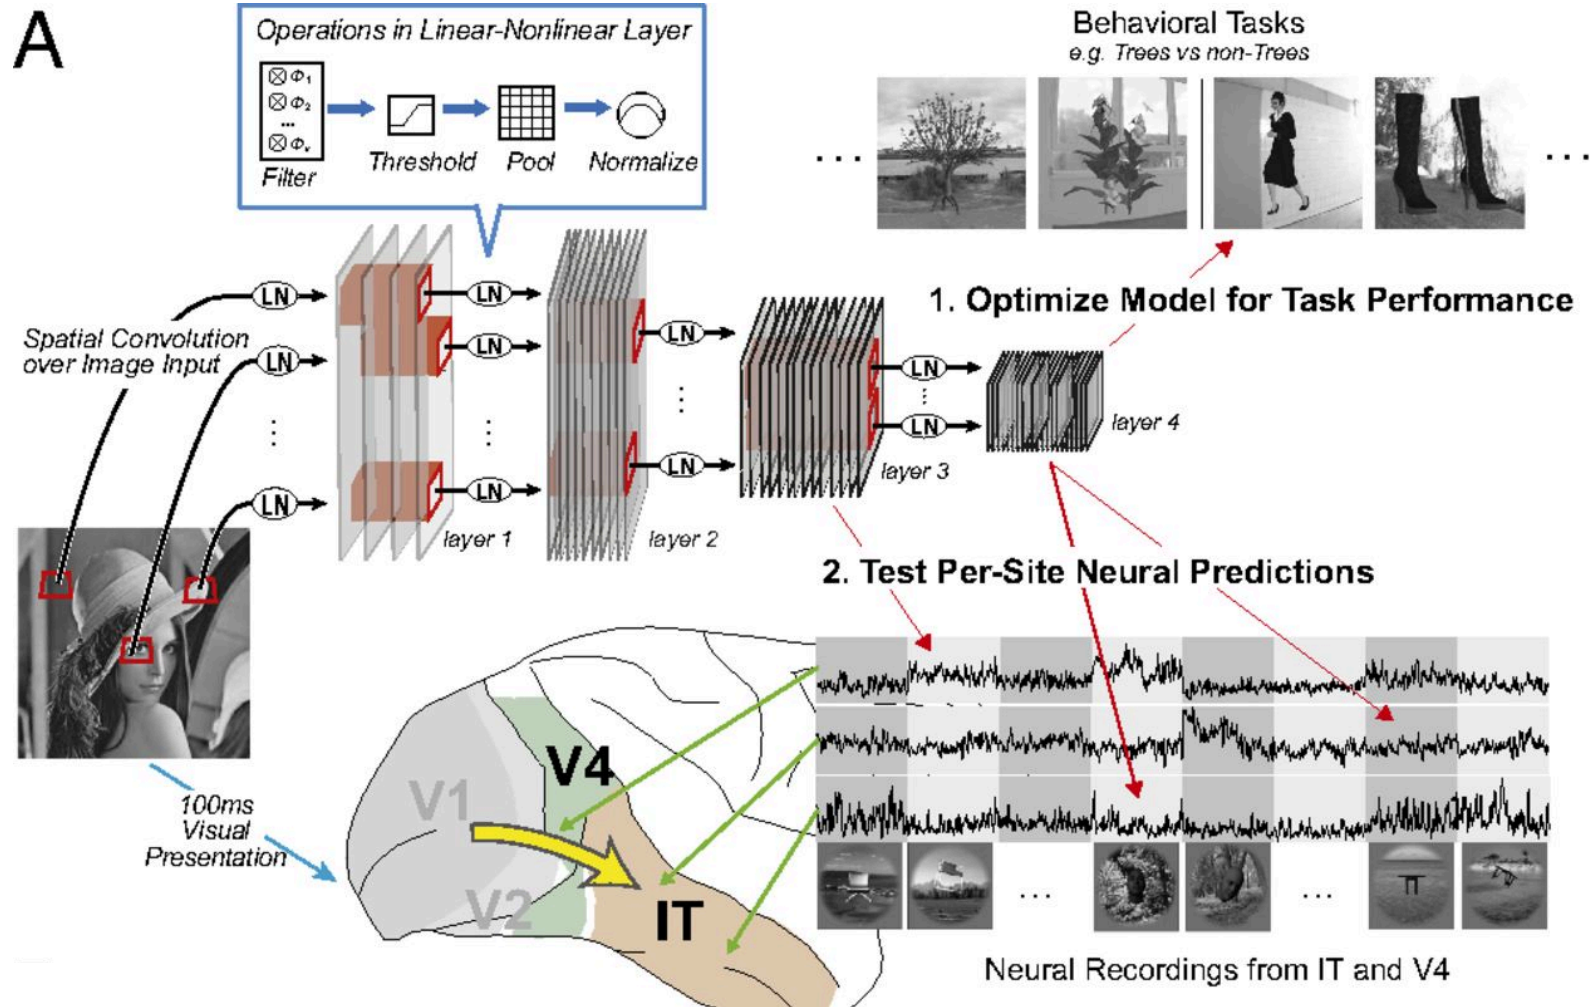 A
Operations in Linear-Nonlinear Layer
⊗ Φ1
⊗ Φ2
...
⊗ Φ
Filter
Threshold
Pool
Normalize
Behavioral Tasks
e.g. Trees vs non-Trees
...
...
1. Optimize Model for Task Performance
Spatial Convolution
over Image Input
LN
LN
LN
LN
LN
LN
LN
LN
LN
LN
layer 1
layer 2
layer 3
layer 4
2. Test Per-Site Neural Predictions
100ms
Visual
Presentation
V1
V2
V4
IT
...
...
Neural Recordings from IT and V4